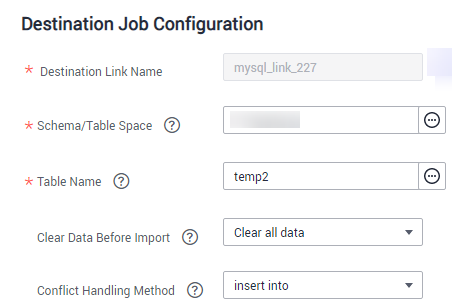 Destination Job Configuration
* Destination Link Name mysql_link_227
* Schema/Table Space ?
* Table Name ? temp2
Clear Data Before Import ? Clear all data
Conflict Handling Method ? insert into